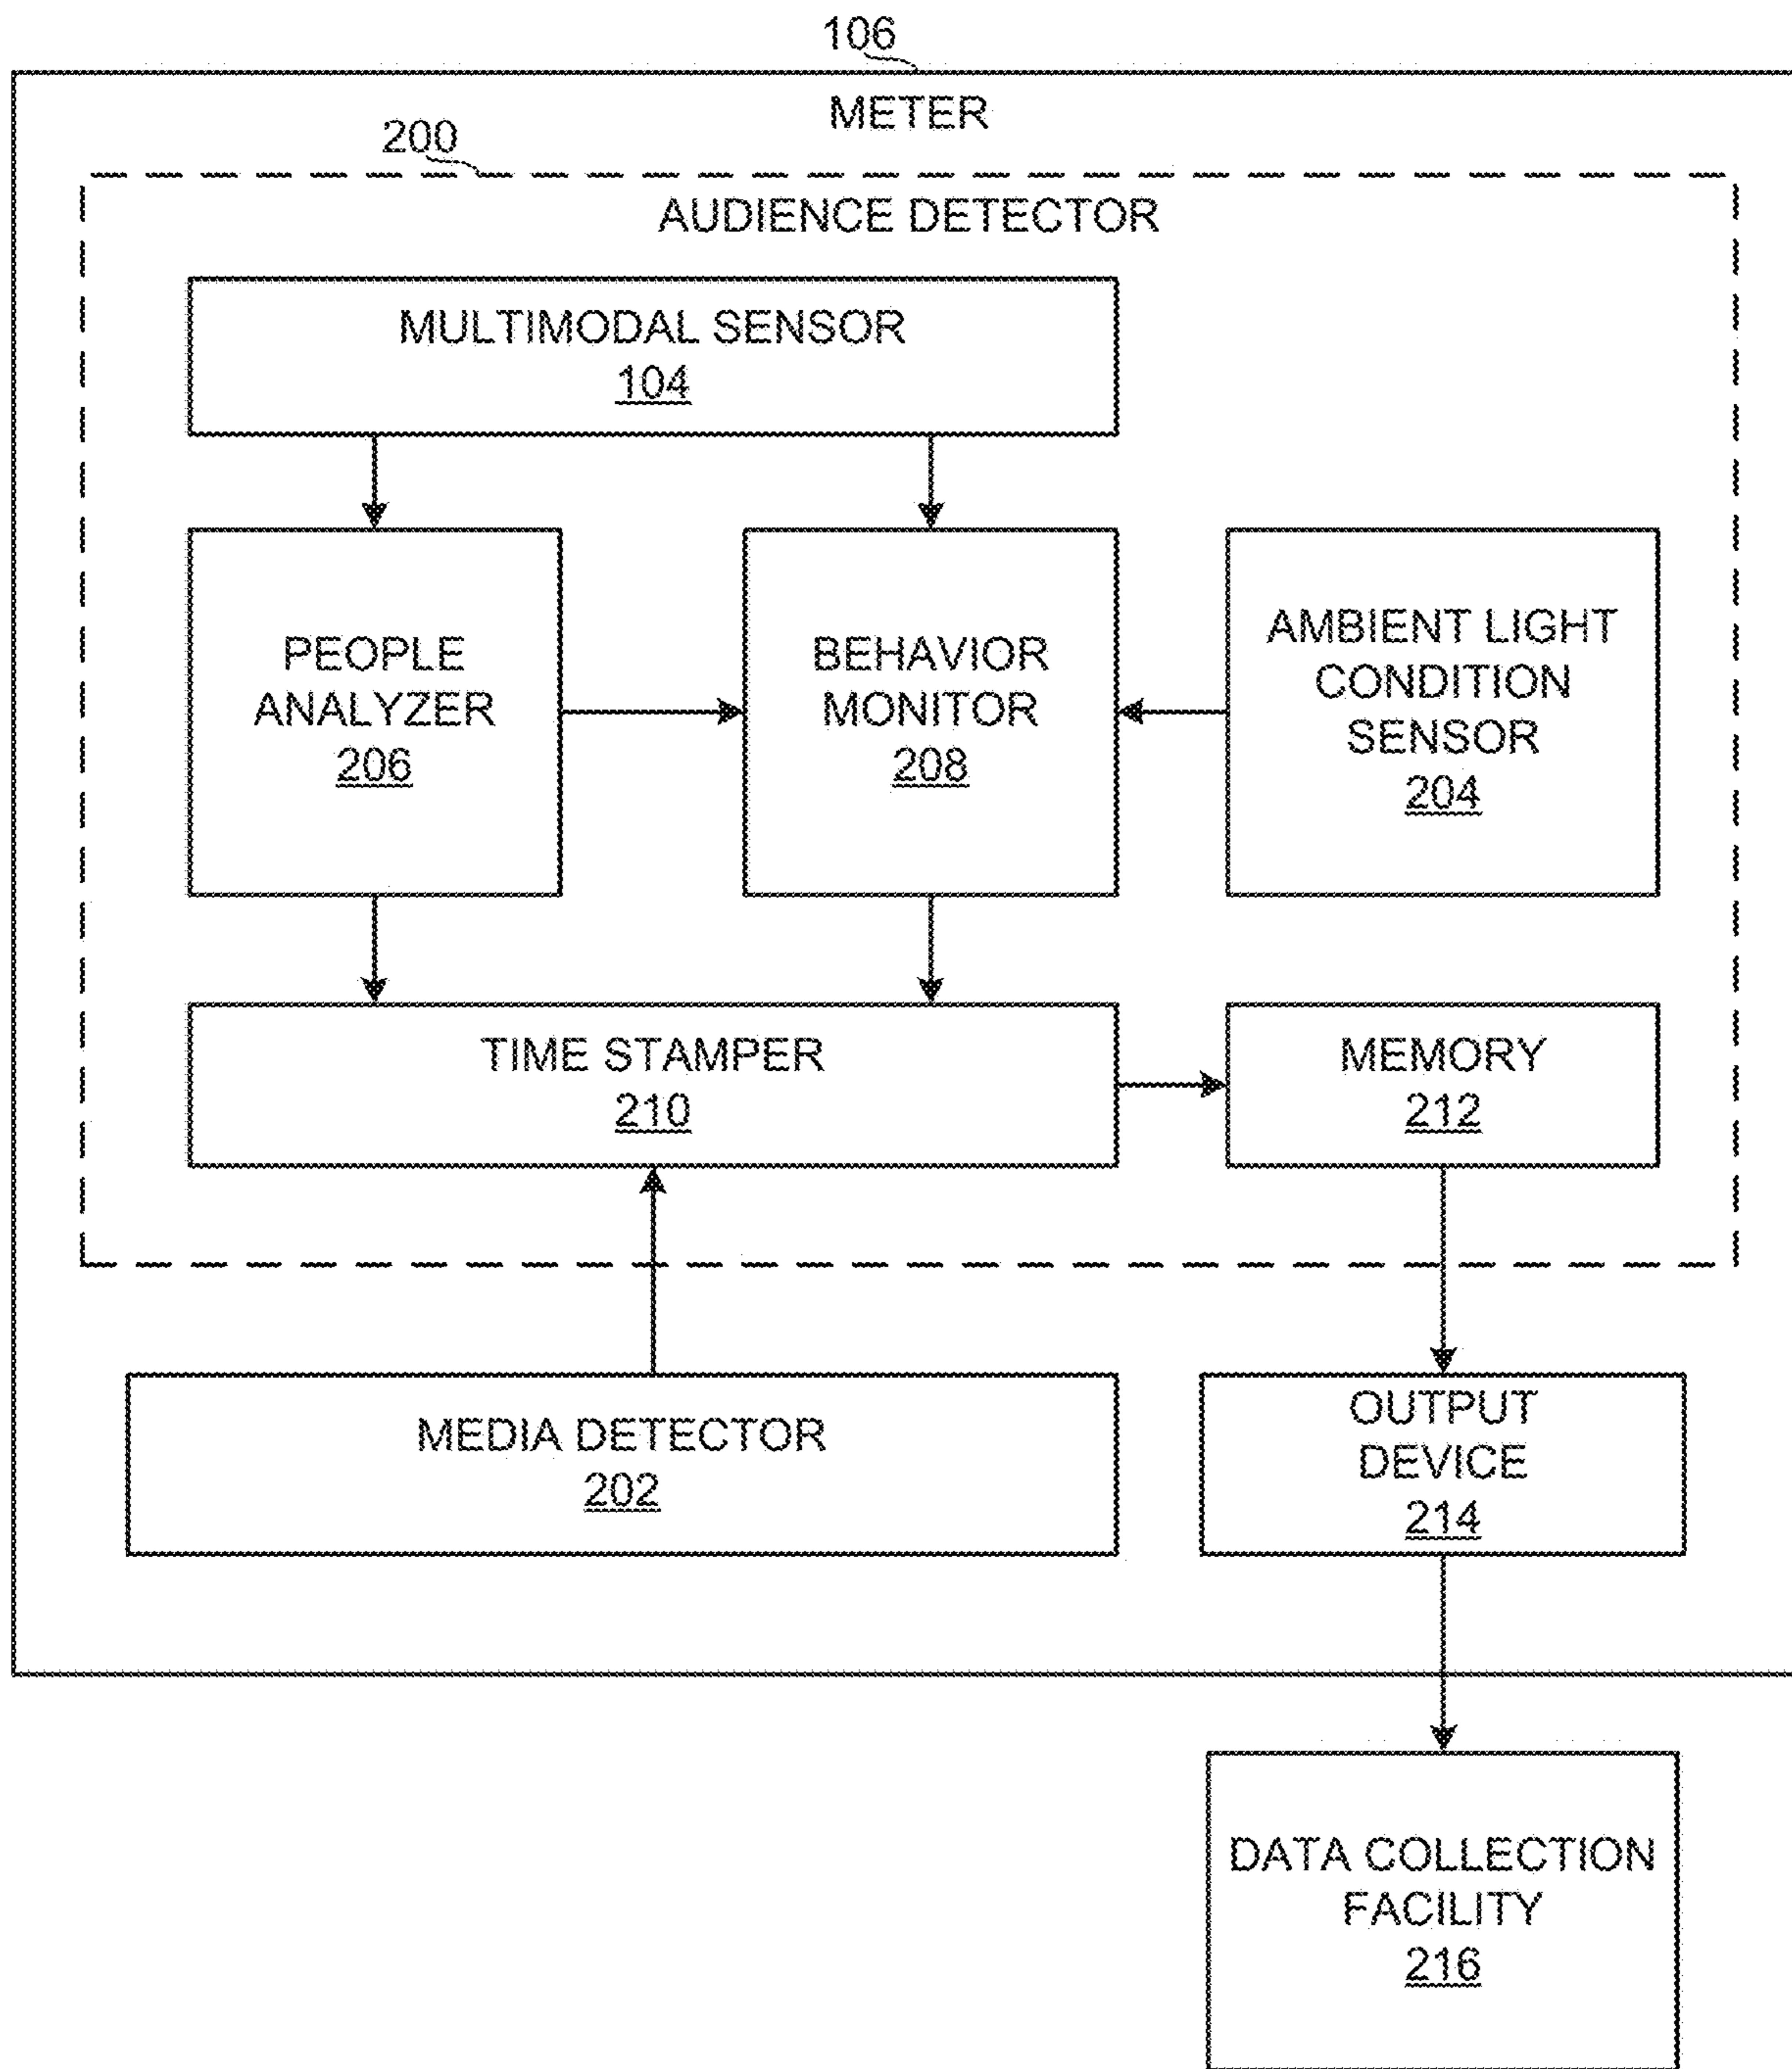 106
METER
200
AUDIENCE DETECTOR
MULTIMODAL SENSOR
104
PEOPLE
ANALYZER
206
BEHAVIOR
MONITOR
208
AMBIENT LIGHT
CONDITION
SENSOR
204
TIME STAMPER
210
MEMORY
212
MEDIA DETECTOR
202
OUTPUT
DEVICE
214
DATA COLLECTION
FACILITY
216